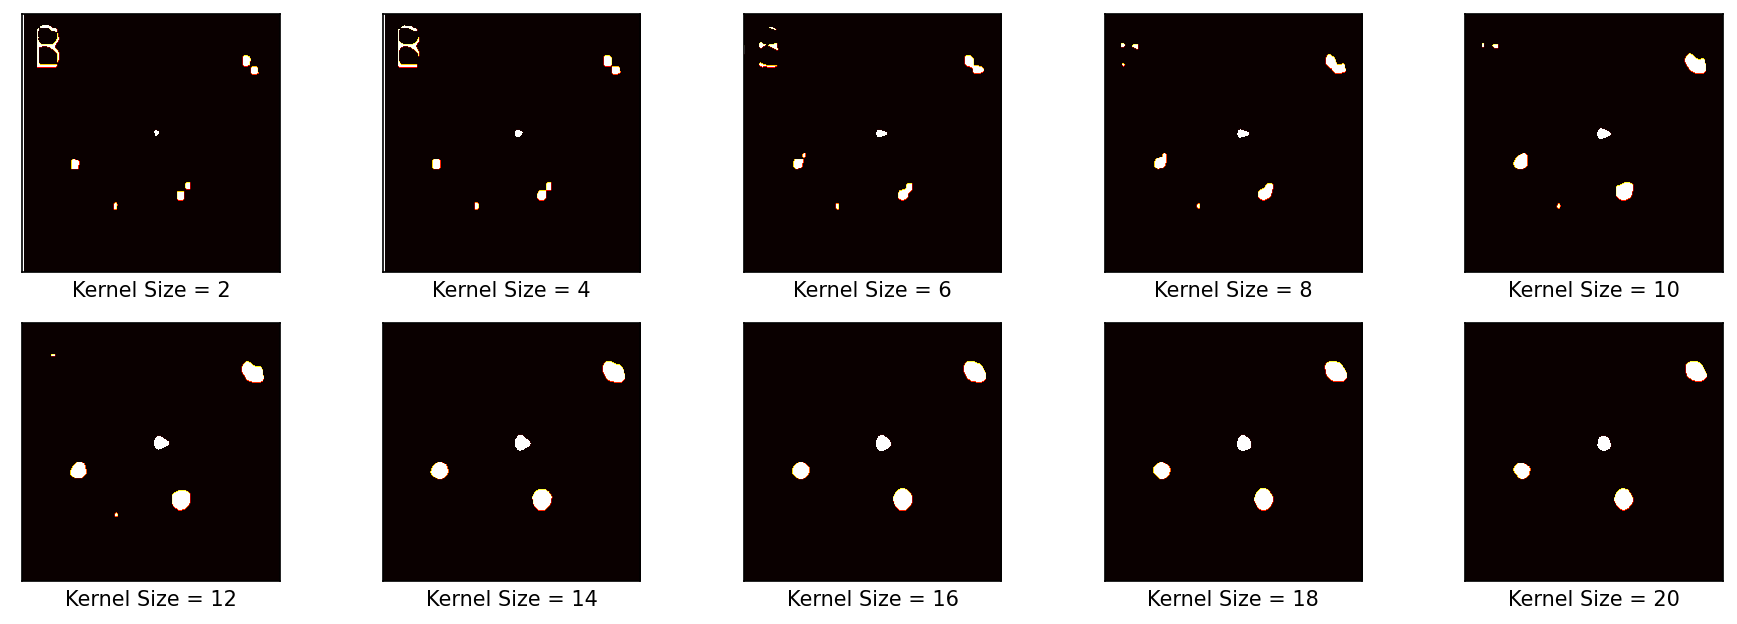 B
B
Kernel Size = 2
Kernel Size = 4
Kernel Size = 6
Kernel Size = 8
Kernel Size = 10
Kernel Size = 12
Kernel Size = 14
Kernel Size = 16
Kernel Size = 18
Kernel Size = 20